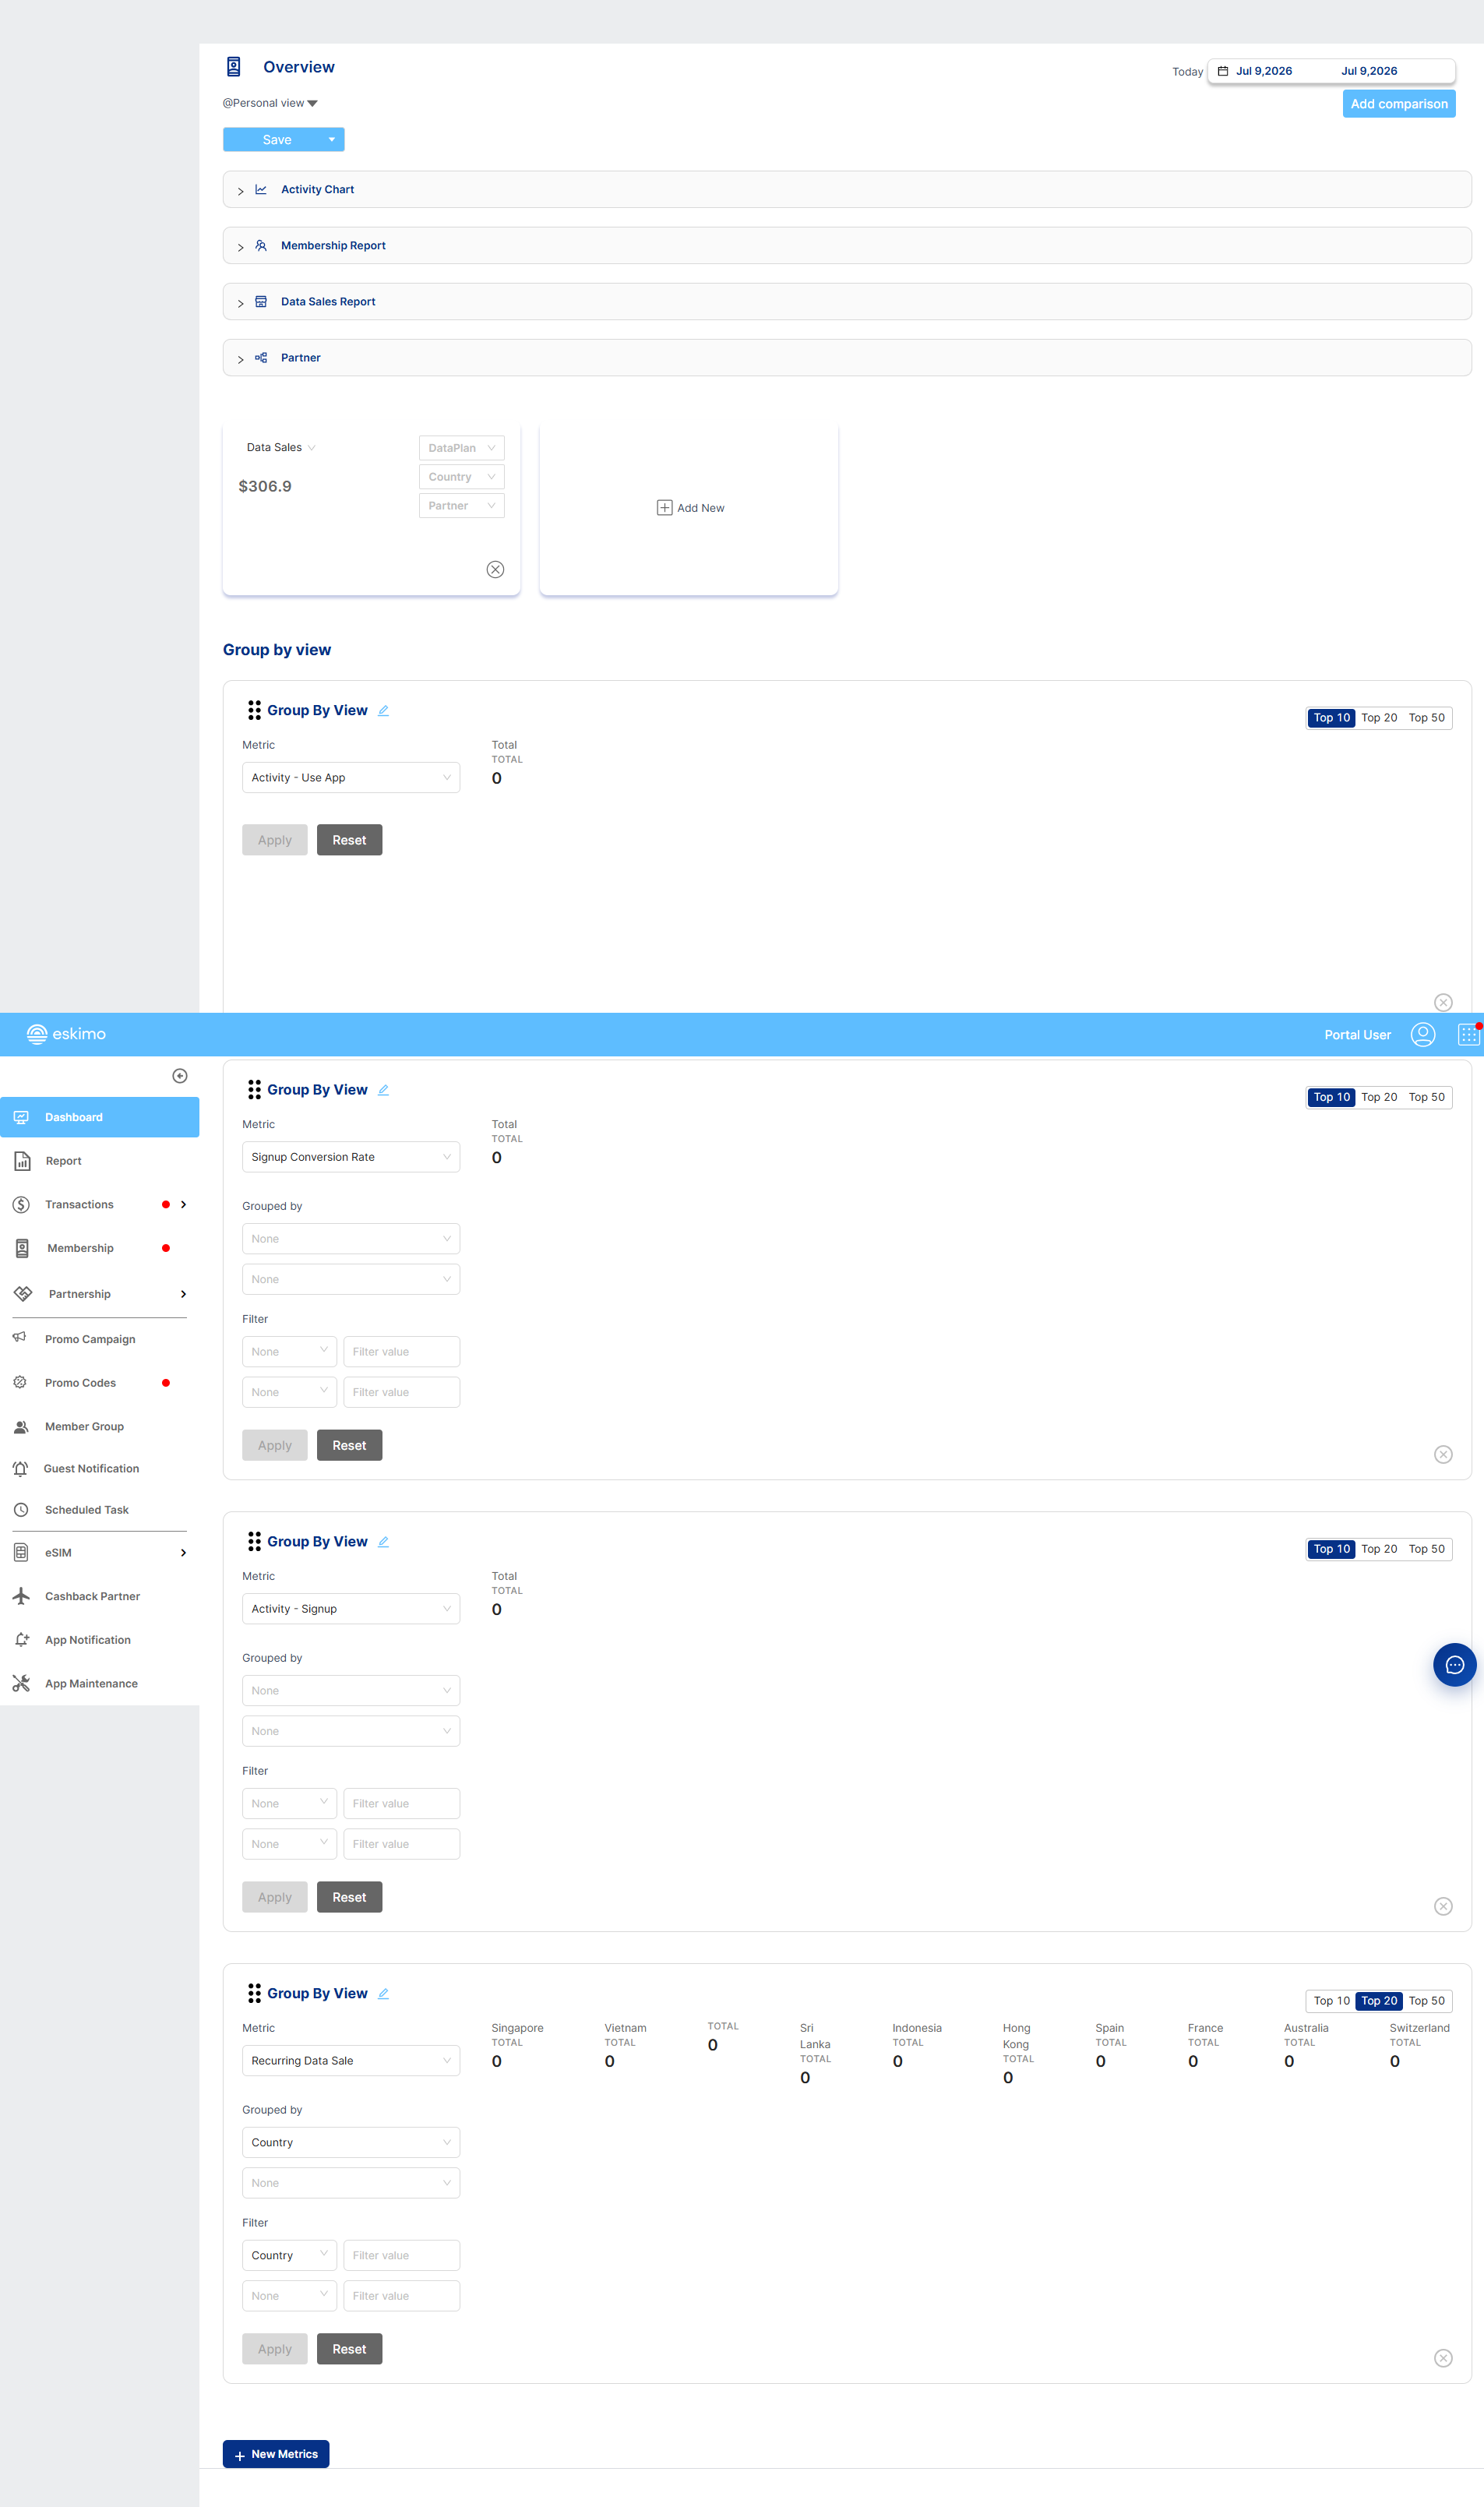 Overview
Today
Jul 9,2026
Jul 9,2026
@Personal view
Add comparison
Save
Activity Chart
Membership Report
Data Sales Report
Partner
Data Sales
DataPlan
$306.9
Country
Partner
Add New
Group by view
Group By View
Top 10
Top 20
Top 50
Metric
Total
TOTAL
Activity - Use App
0
Apply
Reset
eskimo
Portal User
Dashboard
Report
Transactions
Membership
Partnership
Promo Campaign
Promo Codes
Member Group
Guest Notification
Scheduled Task
eSIM
Cashback Partner
App Notification
App Maintenance
Group By View
Top 10
Top 20
Top 50
Metric
Total
TOTAL
Signup Conversion Rate
0
Grouped by
None
None
Filter
None
Filter value
None
Filter value
Apply
Reset
Group By View
Top 10
Top 20
Top 50
Metric
Total
TOTAL
Activity - Signup
0
Grouped by
None
None
Filter
None
Filter value
None
Filter value
Apply
Reset
Group By View
Top 10
Top 20
Top 50
Metric
Recurring Data Sale
Singapore
TOTAL
0
Vietnam
TOTAL
0
TOTAL
0
Sri
Lanka
TOTAL
0
Indonesia
TOTAL
0
Hong
Kong
TOTAL
0
Spain
TOTAL
0
France
TOTAL
0
Australia
TOTAL
0
Switzerland
TOTAL
0
Grouped by
Country
None
Filter
Country
Filter value
None
Filter value
Apply
Reset
New Metrics